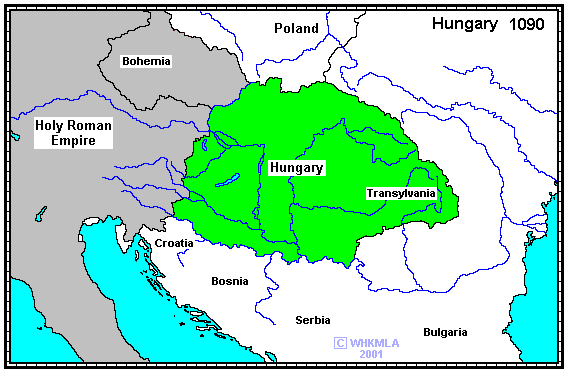 Hungary 1090
Poland
Bohemia
Holy Roman
Empire
Hungary
Transylvania
Croatia
Bosnia
Serbia
Bulgaria
C WHKMLA
2001